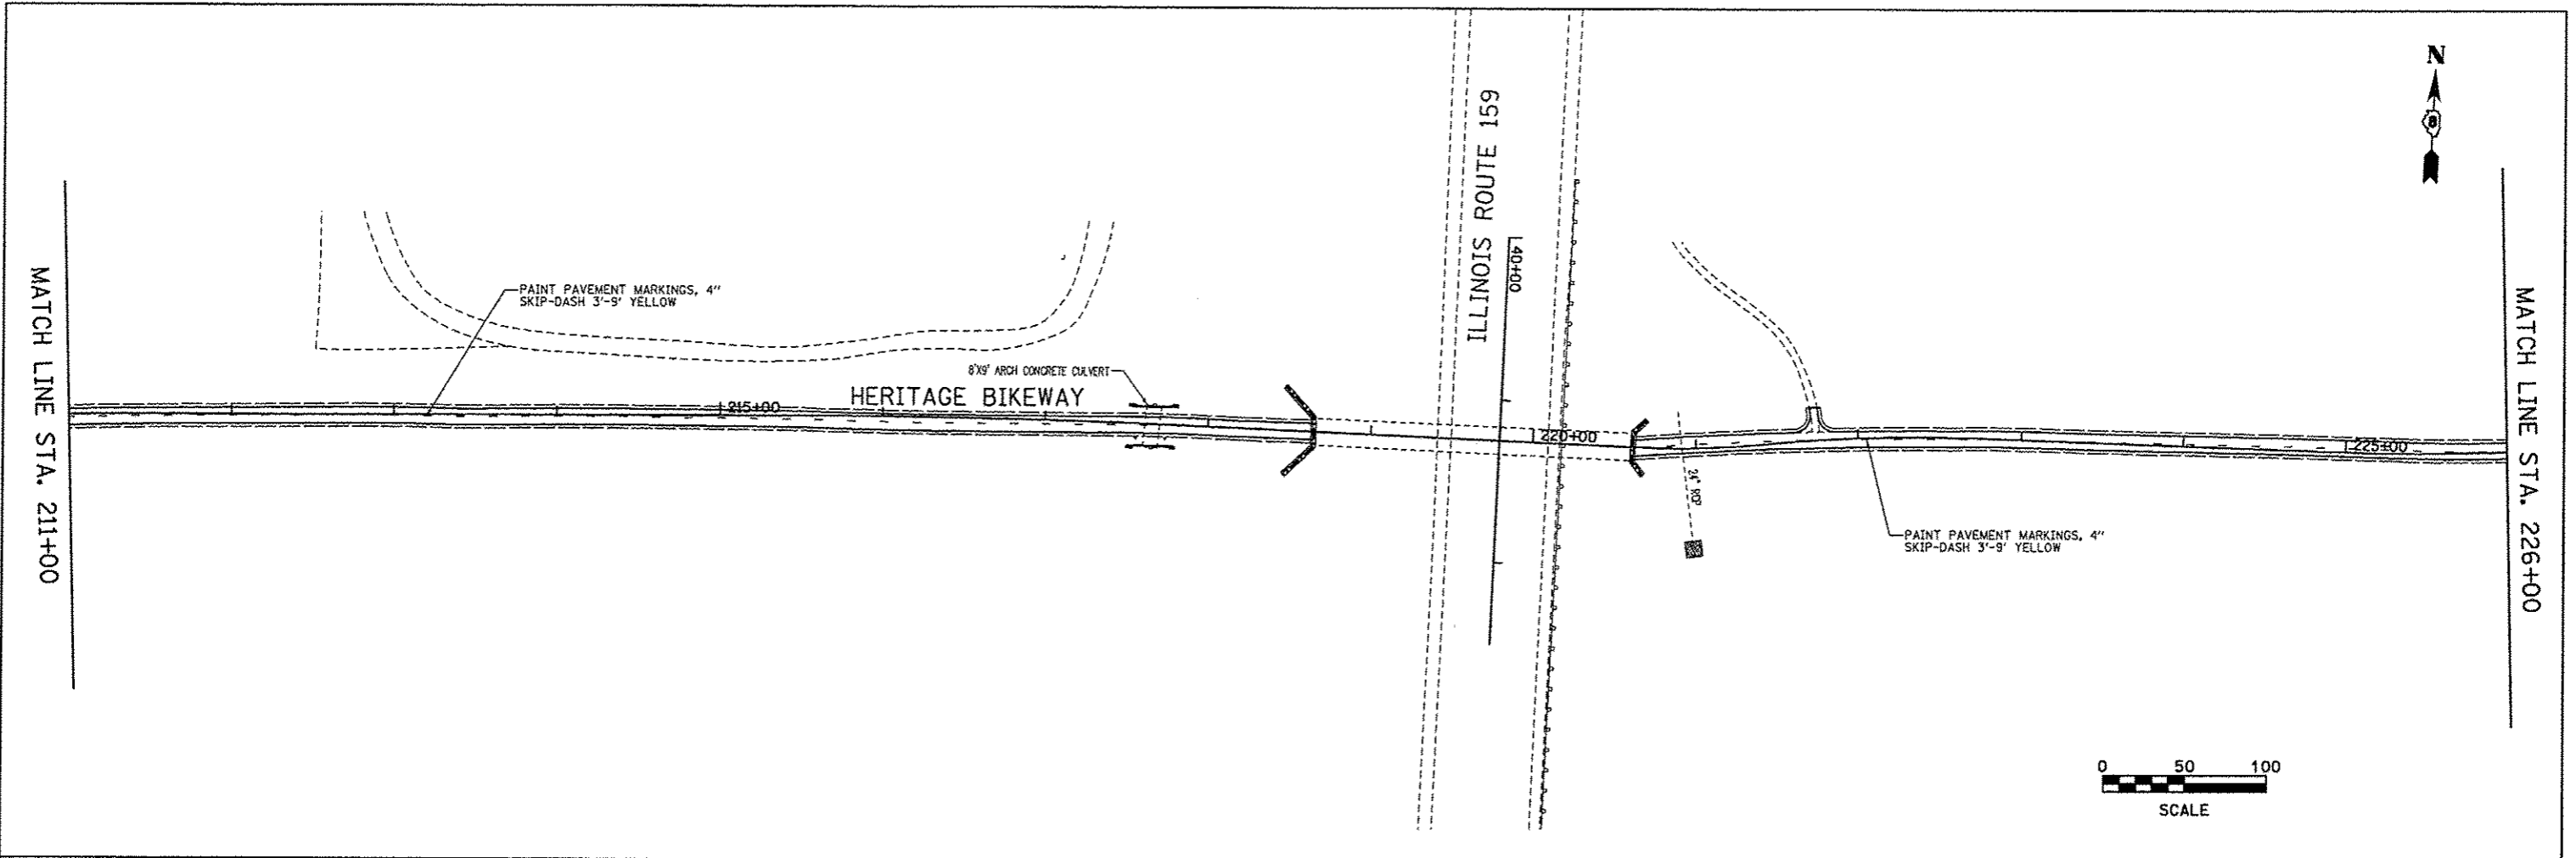 N
ILLINOIS ROUTE 159
40+00
MATCH LINE STA. 211+00
PAINT PAVEMENT MARKINGS, 4"
SKIP-DASH 3'-9' YELLOW
8'X9' ARCH CONCRETE CULVERT
HERITAGE BIKEWAY
215+00
220+00
24" RCP
225+00
PAINT PAVEMENT MARKINGS, 4"
SKIP-DASH 3'-9' YELLOW
MATCH LINE STA. 226+00
0 50 100
SCALE